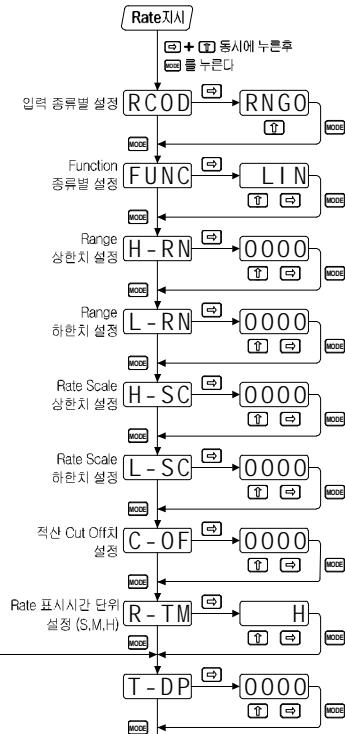 Rate지시
⇨ + ⇧ 동시에 누른후
MODE 를 누른다
입력 종류별 설정 RCOD ⇨ RNG0
⇧ MODE
MODE
Function
종류별 설정 FUNC ⇨ LIN
⇧ ⇨ MODE
MODE
Range
상한치 설정 H-RN ⇨ 0000
⇧ ⇨ MODE
MODE
Range
하한치 설정 L-RN ⇨ 0000
⇧ ⇨ MODE
MODE
Rate Scale
상한치 설정 H-SC ⇨ 0000
⇧ ⇨ MODE
MODE
Rate Scale
하한치 설정 L-SC ⇨ 0000
⇧ ⇨ MODE
MODE
적산 Cut Off치
설정 C-OF ⇨ 0000
⇧ ⇨ MODE
MODE
Rate 표시시간 단위
설정 (S,M,H) R-TM ⇨ H
⇧ ⇨ MODE
MODE
T-DP ⇨ 0000
⇧ ⇨ MODE
MODE